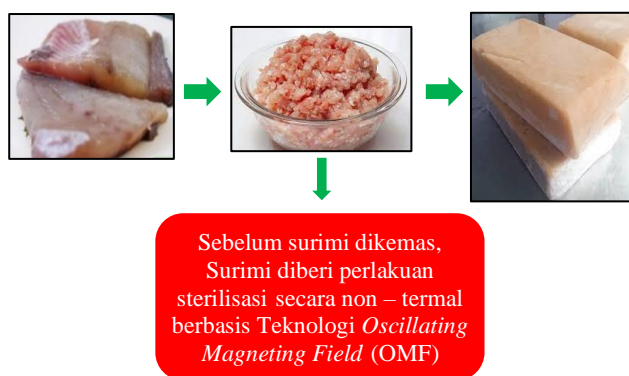 Sebelum surimi dikemas,
Surimi diberi perlakuan
sterilisasi secara non – termal
berbasis Teknologi Oscillating
Magneting Field (OMF)